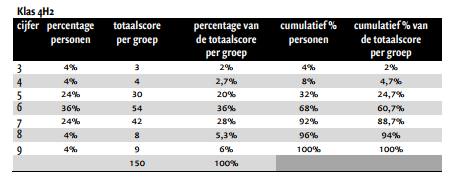 Klas 4H2
cijfer percentage personen totaalscore per groep percentage van de totaalscore per groep cumulatief % personen cumulatief % van de totaalscore per groep
3 4% 3 2% 4% 2%
4 4% 4 2,7% 8% 4,7%
5 24% 30 20% 32% 24,7%
6 36% 54 36% 68% 60,7%
7 24% 42 28% 92% 88,7%
8 4% 8 5,3% 96% 94%
9 4% 9 6% 100% 100%
150 100%